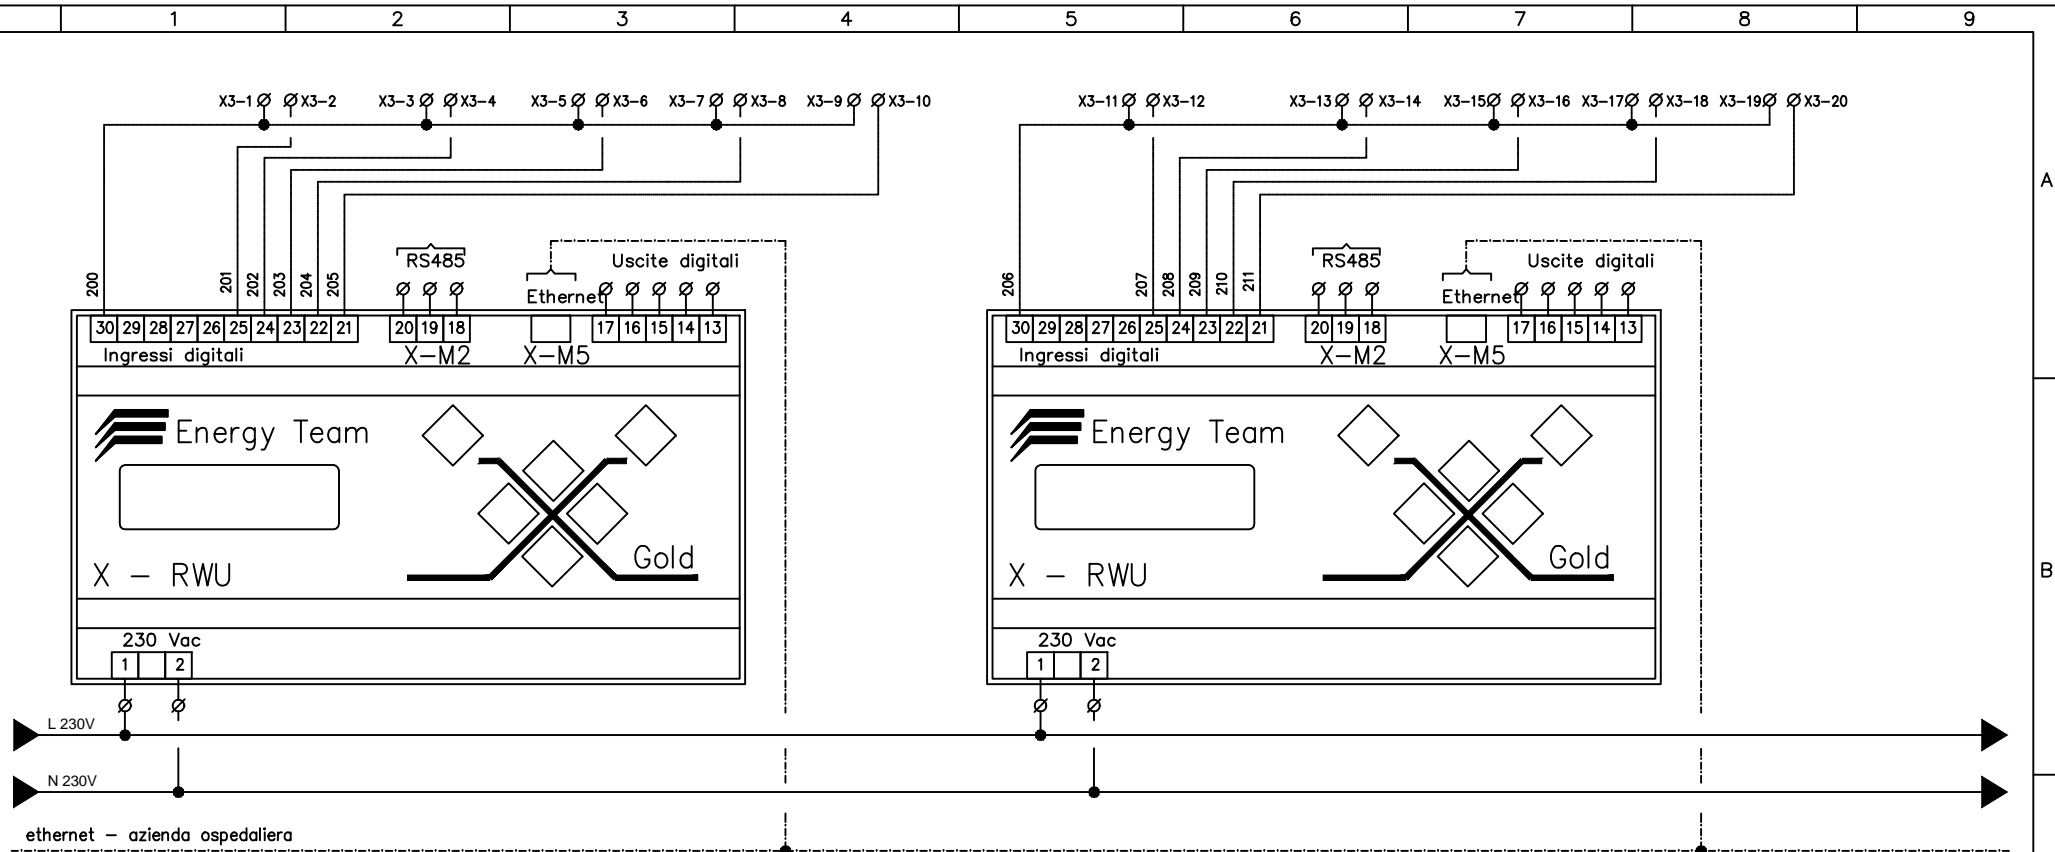 1 2 3 4 5 6 7 8 9
X3-1 X3-2 X3-3 X3-4 X3-5 X3-6 X3-7 X3-8 X3-9 X3-10 X3-11 X3-12 X3-13 X3-14 X3-15 X3-16 X3-17 X3-18 X3-19 X3-20
A
200 201 202 203 204 205 206 207 208 209 210 211
RS485 Uscite digitali RS485 Uscite digitali
Ethernet Ethernet
30 29 28 27 26 25 24 23 22 21 20 19 18 17 16 15 14 13 30 29 28 27 26 25 24 23 22 21 20 19 18 17 16 15 14 13
Ingressi digitali X-M2 X-M5 Ingressi digitali X-M2 X-M5
Energy Team Energy Team
Gold Gold
X - RWU X - RWU
B
230 Vac 230 Vac
1 2 1 2
L 230V
N 230V
ethernet - azienda ospedaliera